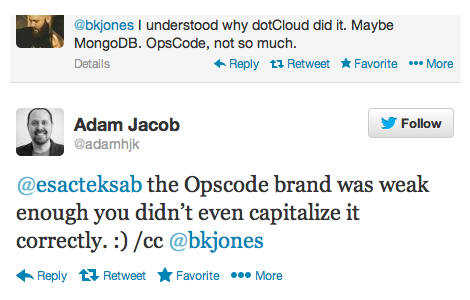 @bkjones I understood why dotCloud did it. Maybe
MongoDB. OpsCode, not so much.
Details Reply Retweet Favorite More
Adam Jacob
@adamhjk
Follow
@esacteksab the Opscode brand was weak
enough you didn't even capitalize it
correctly. :) /cc @bkjones
Reply Retweet Favorite More